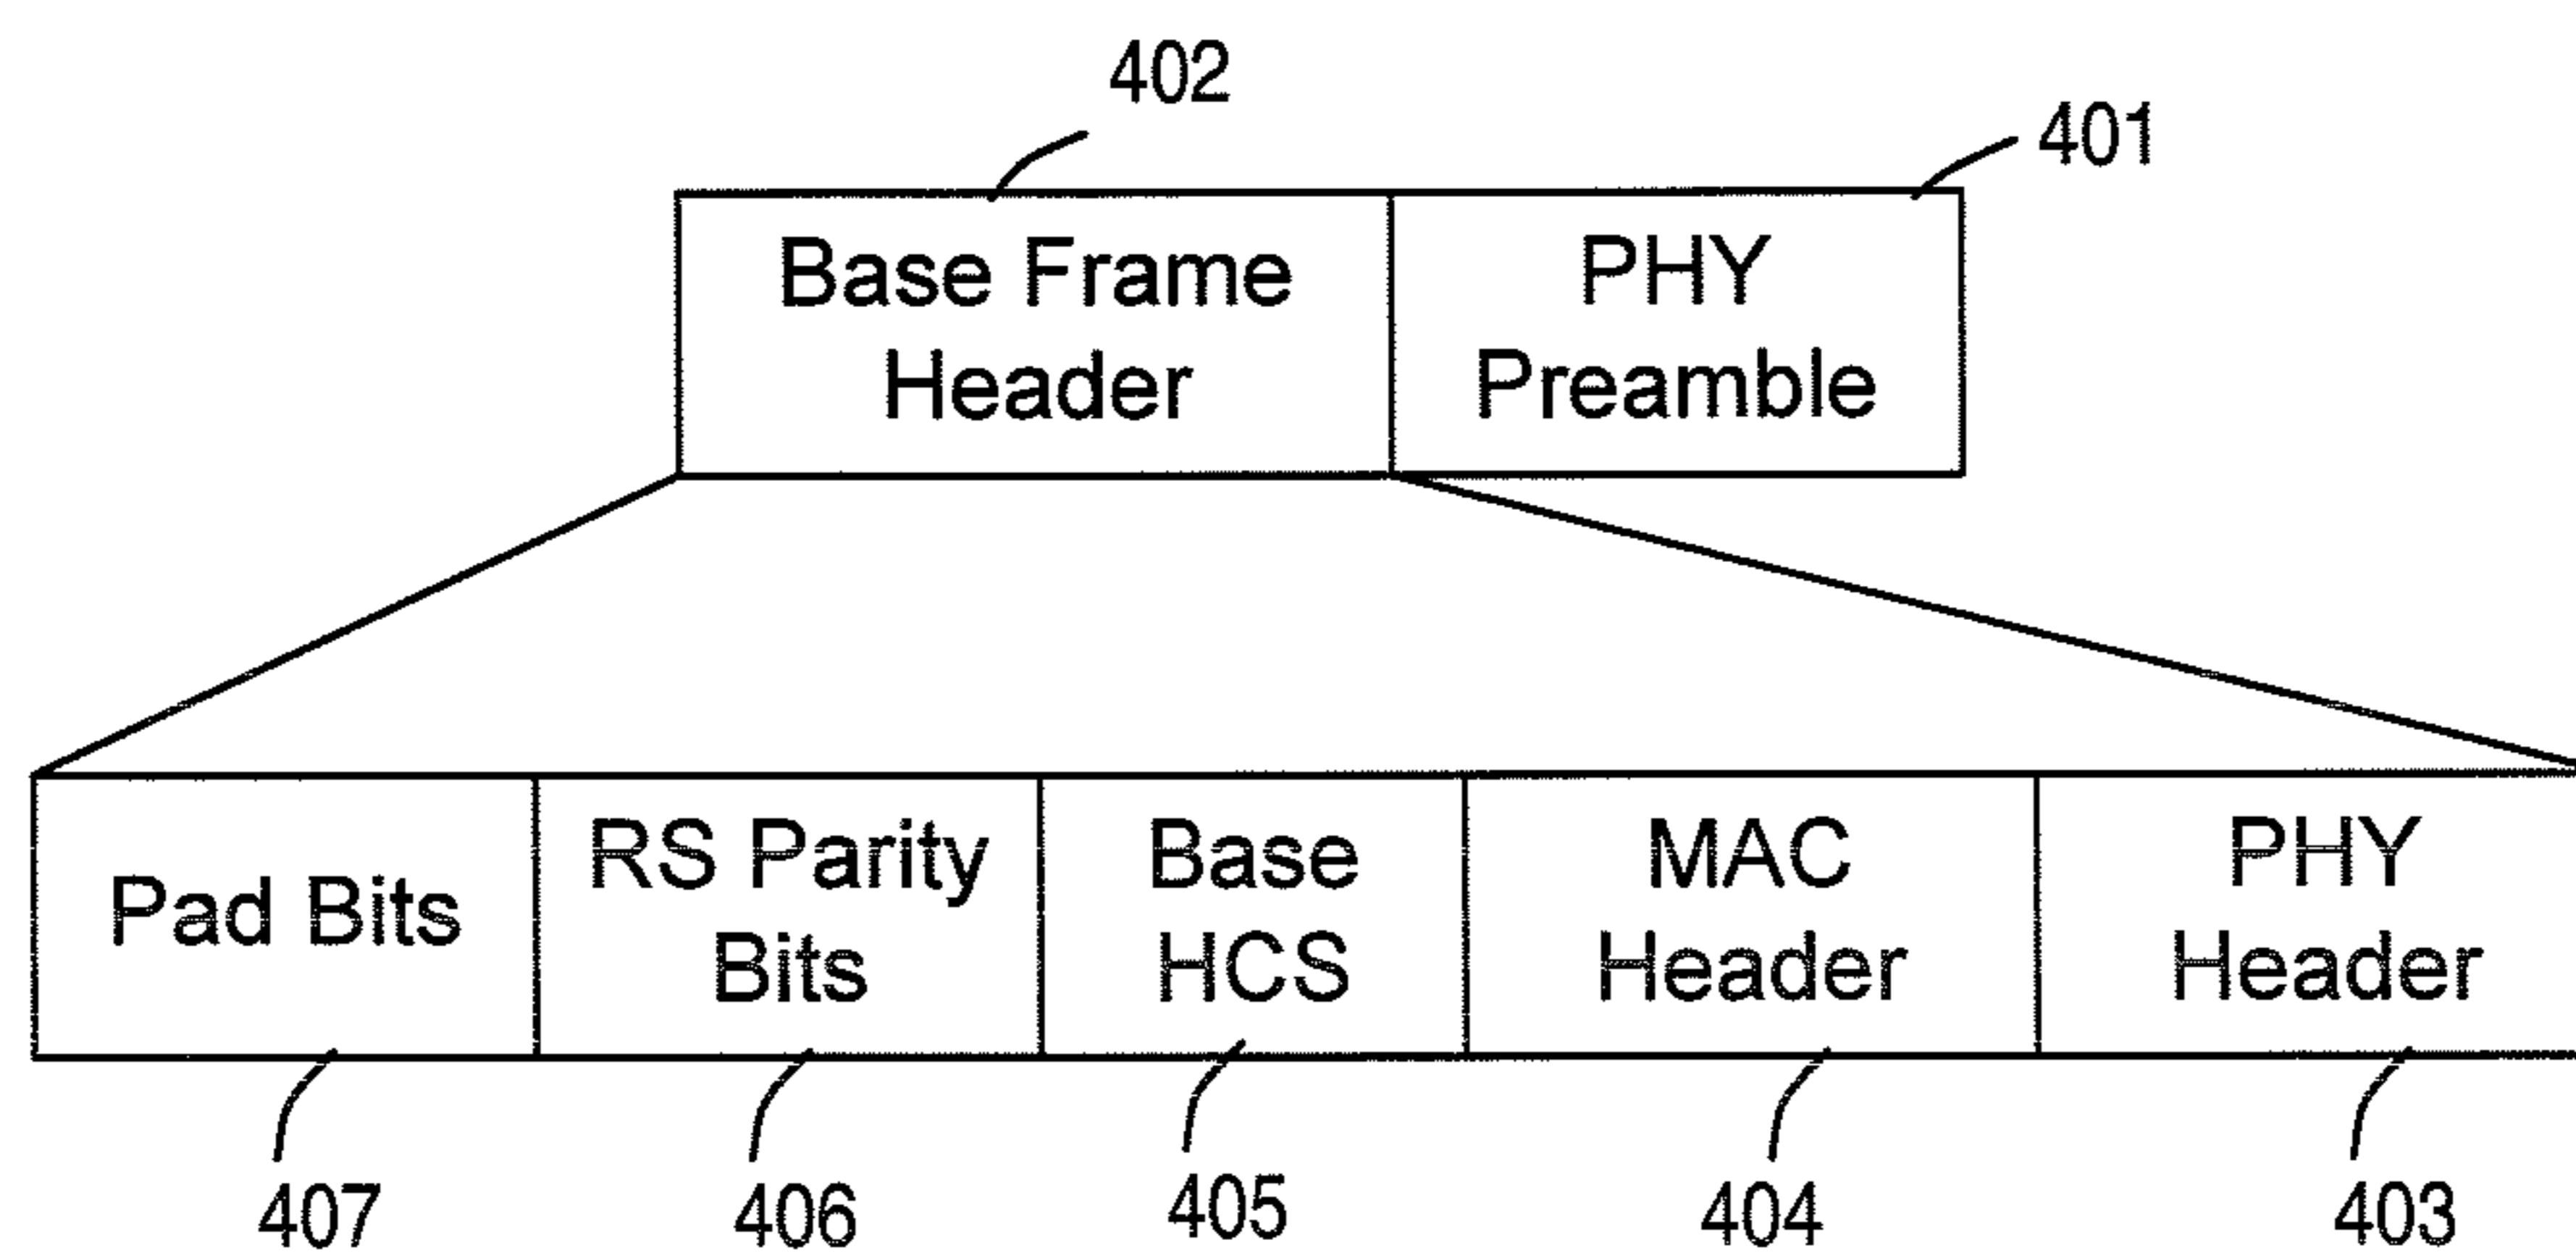 402
401
Base Frame
Header
PHY
Preamble
Pad Bits
RS Parity
Bits
Base
HCS
MAC
Header
PHY
Header
407
406
405
404
403